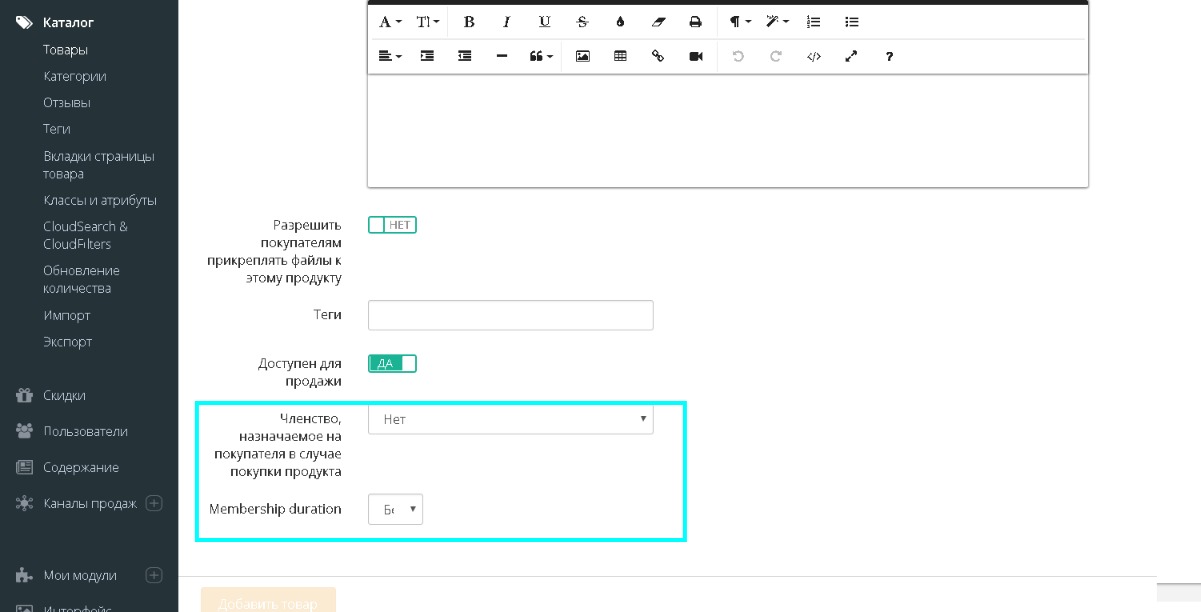 Каталог
Товары
Категории
Отзывы
Теги
Вкладки страницы
товара
Классы и атрибуты
CloudSearch &
CloudFilters
Обновление
количества
Импорт
Экспорт
Скидки
Пользователи
Содержание
Каналы продаж
Мои модули
Интерфейс
Разрешить
покупателям
прикреплять файлы к
этому продукту
НЕТ
Теги
Доступен для
продажи
ДА
Членство,
назначаемое на
покупателя в случае
покупки продукта
Нет
Membership duration
Бе
Добавить товар